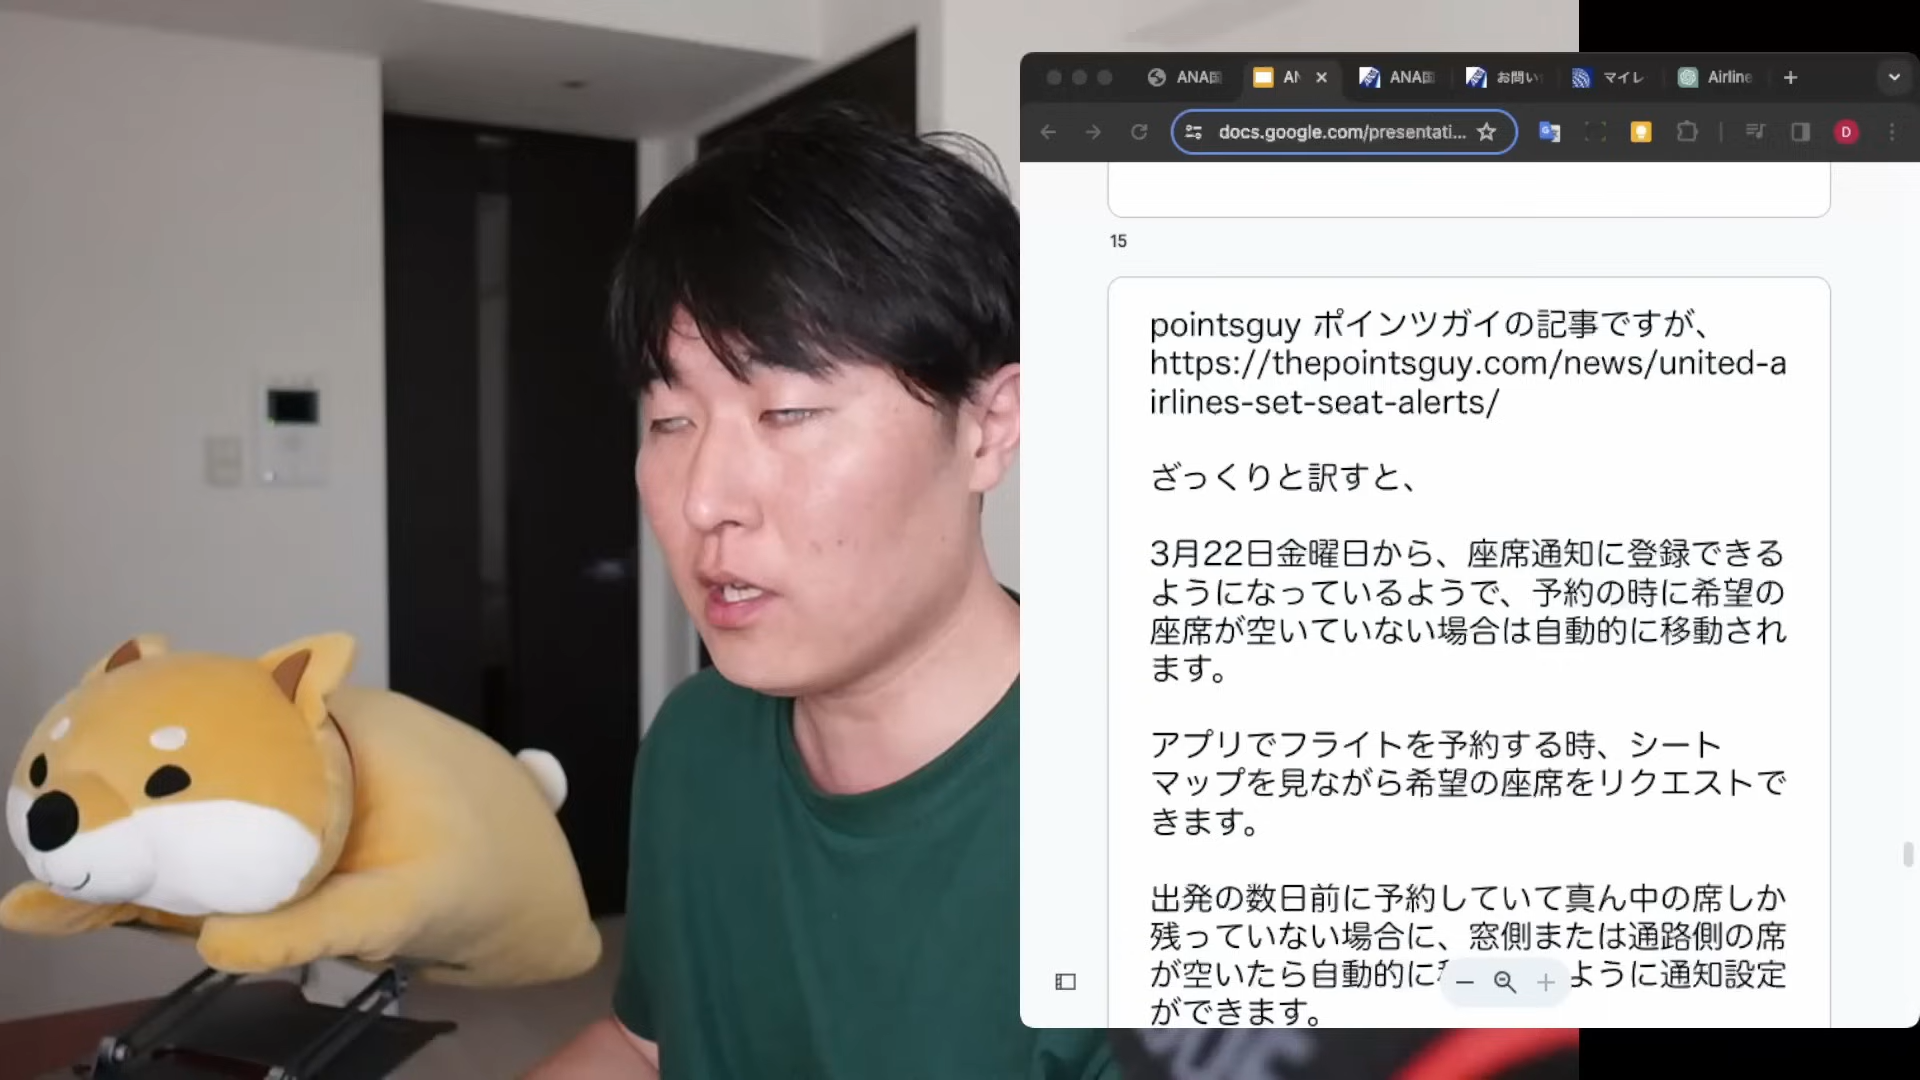 ANA国
AN
ANA国
お問い
マイレ
Airline
docs.google.com/presentati...
D
15
pointsguy ポインツガイの記事ですが、
https://thepointsguy.com/news/united-a
irlines-set-seat-alerts/
ざっくりと訳すと、
3月22日金曜日から、座席通知に登録できる
ようになっているようで、予約の時に希望の
座席が空いていない場合は自動的に移動され
ます。
アプリでフライトを予約する時、シート
マップを見ながら希望の座席をリクエストで
きます。
出発の数日前に予約していて真ん中の席しか
残っていない場合に、窓側または通路側の席
が空いたら自動的に ように通知設定
ができます。